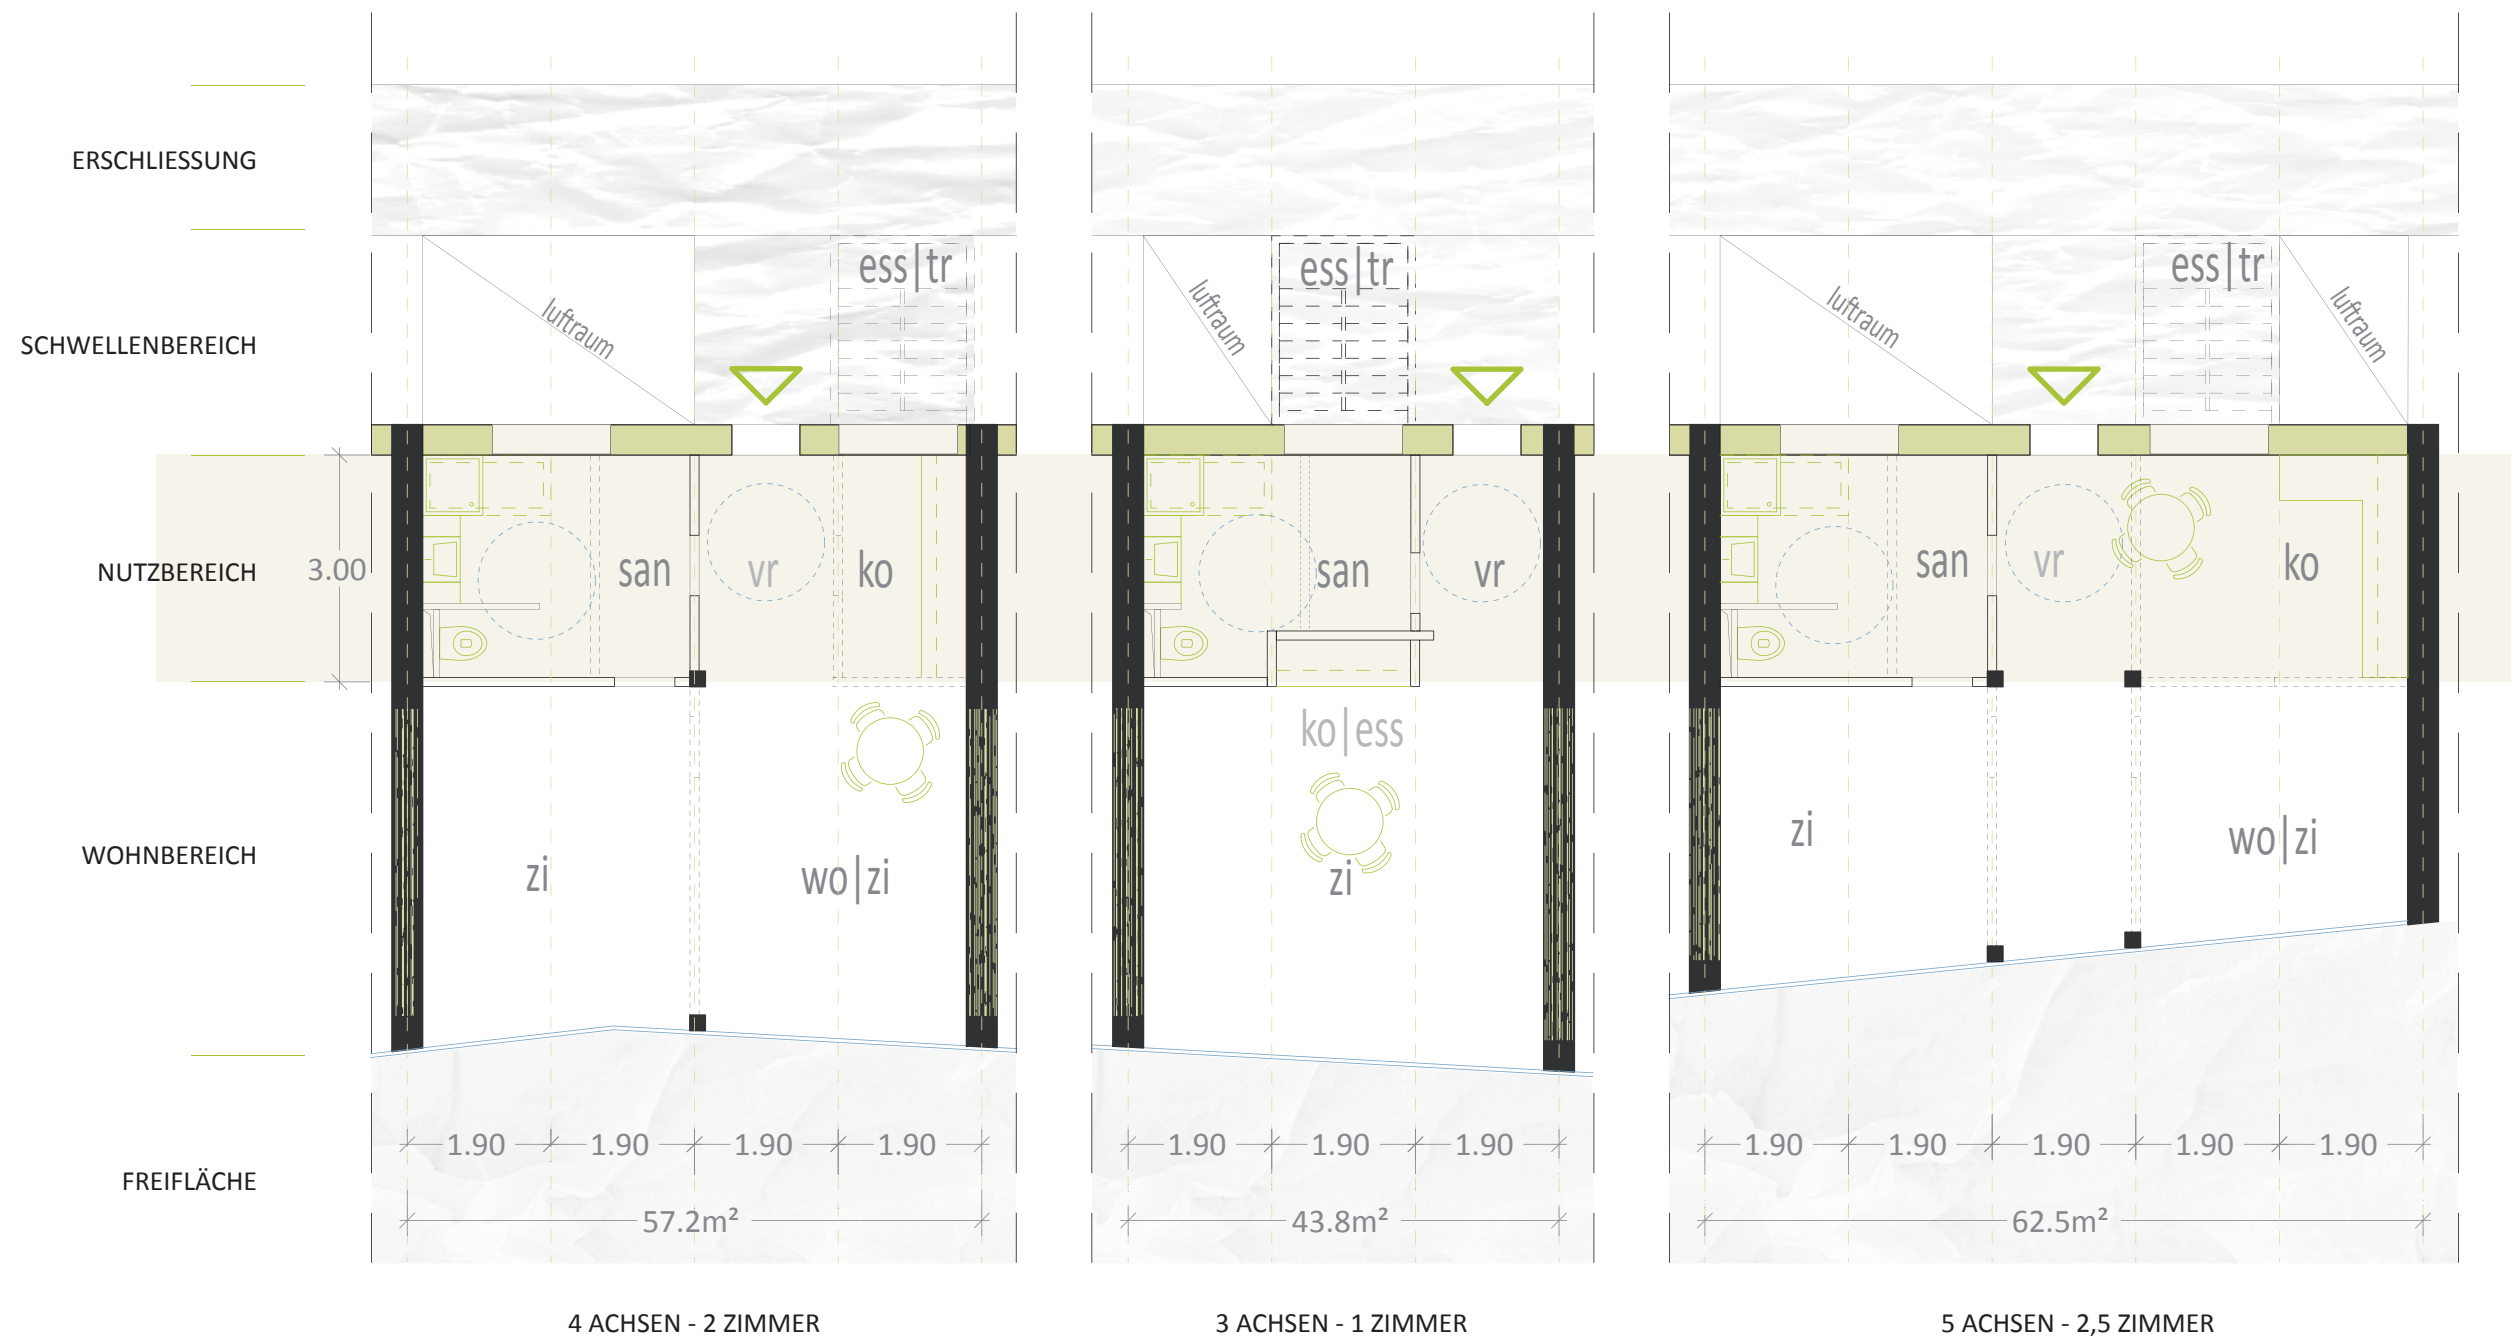 ERSCHLIESSUNG
SCHWELLENBEREICH
NUTZBEREICH
WOHNBEREICH
FREIFLÄCHE
3.00
luftraum
ess|tr
san
vr
ko
zi
wo|zi
1.90 1.90 1.90 1.90
57.2m²
4 ACHSEN - 2 ZIMMER
luftraum
ess|tr
san
vr
ko|ess
zi
1.90 1.90 1.90
43.8m²
3 ACHSEN - 1 ZIMMER
luftraum
ess|tr
luftraum
san
vr
ko
zi
wo|zi
1.90 1.90 1.90 1.90 1.90
62.5m²
5 ACHSEN - 2,5 ZIMMER